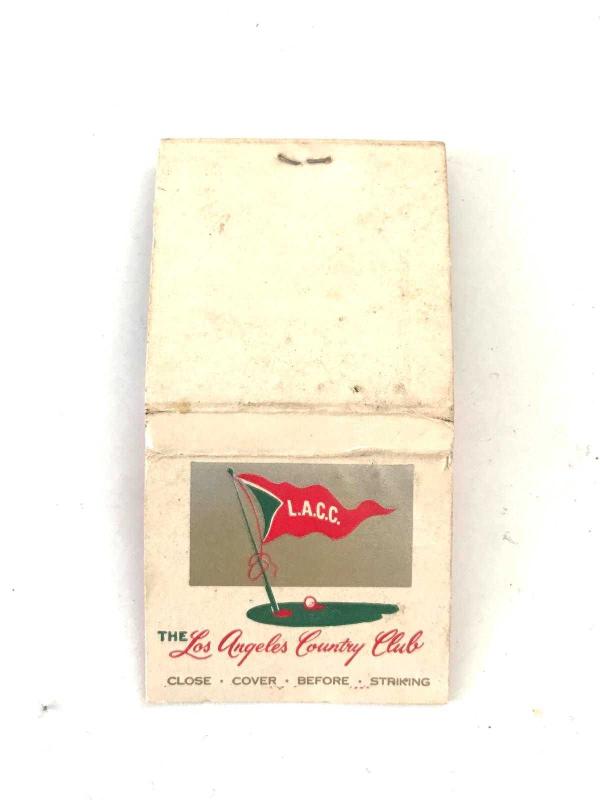 L.A.C.C.
THE Los Angeles Country Club
CLOSE · COVER · BEFORE · STRIKING